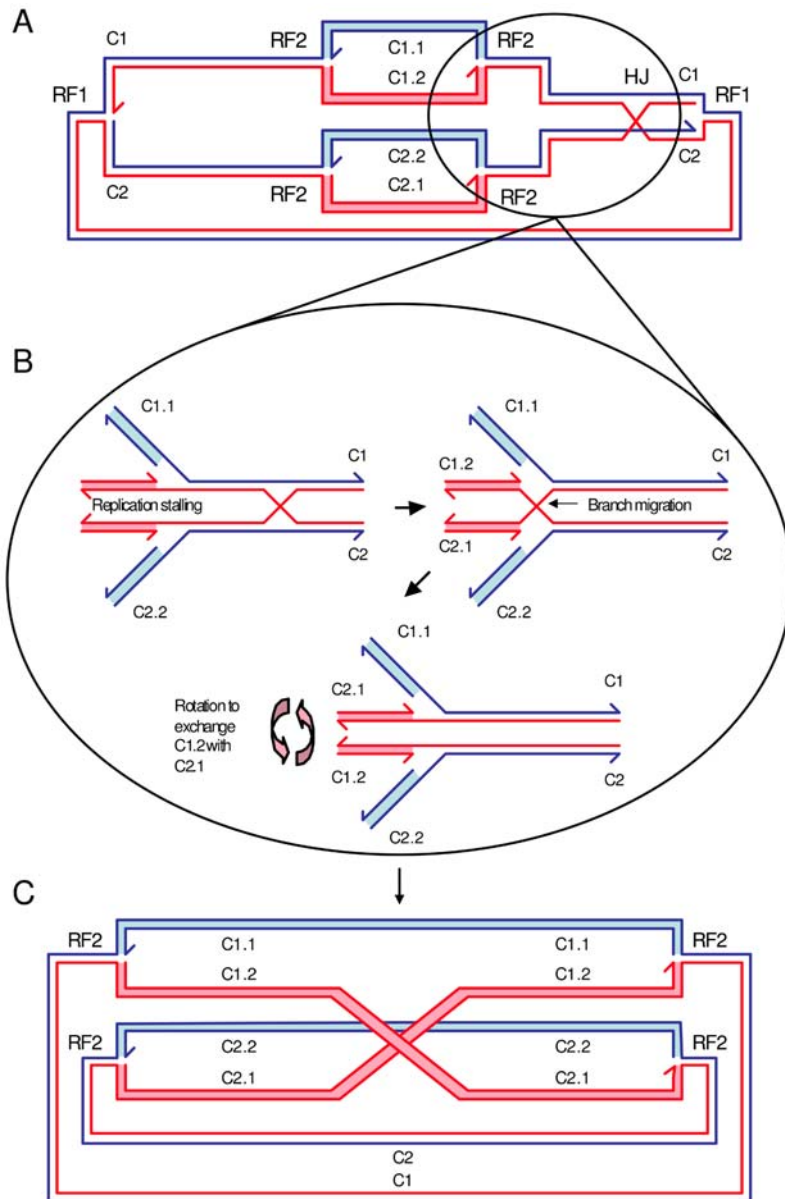 A
C1
RF2
C1.1
RF2
C1.2
HJ
C1
RF1
RF1
C2.2
C2.1
C2
C2
RF2
RF2
B
C1.1
C1.1
C1
C1.2
C1
Replication stalling
Branch migration
C2.1
C2
C2
C2.2
C2.2
C1.1
C2.1
C1
Rotation to
exchange
C1.2 with
C2.1
C1.2
C2
C2.2
C
RF2
C1.1
C1.1
RF2
C1.2
C1.2
RF2
C2.2
C2.2
RF2
C2.1
C2.1
C2
C1